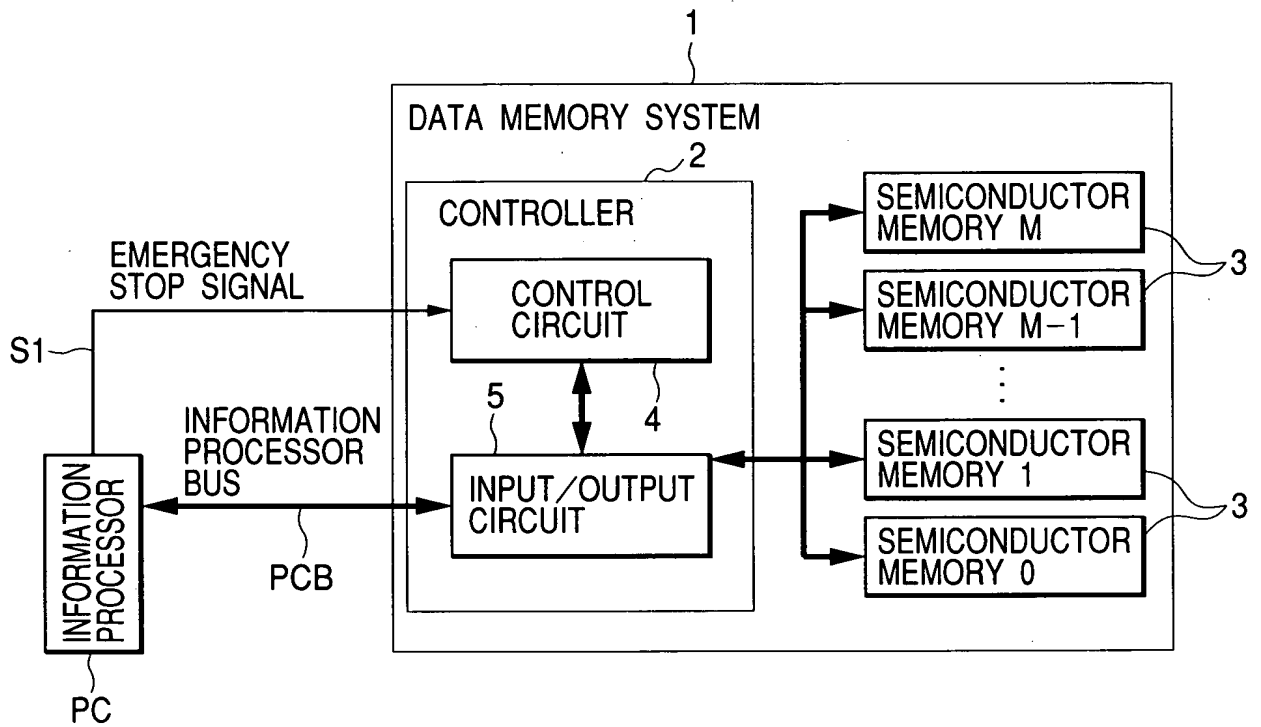 1
DATA MEMORY SYSTEM
2
CONTROLLER
SEMICONDUCTOR
MEMORY M
3
EMERGENCY
STOP SIGNAL
CONTROL
CIRCUIT
SEMICONDUCTOR
MEMORY M-1
S1
⋮
4
5
INFORMATION
PROCESSOR
BUS
SEMICONDUCTOR
MEMORY 1
3
INFORMATION
PROCESSOR
INPUT/OUTPUT
CIRCUIT
SEMICONDUCTOR
MEMORY 0
PCB
PC